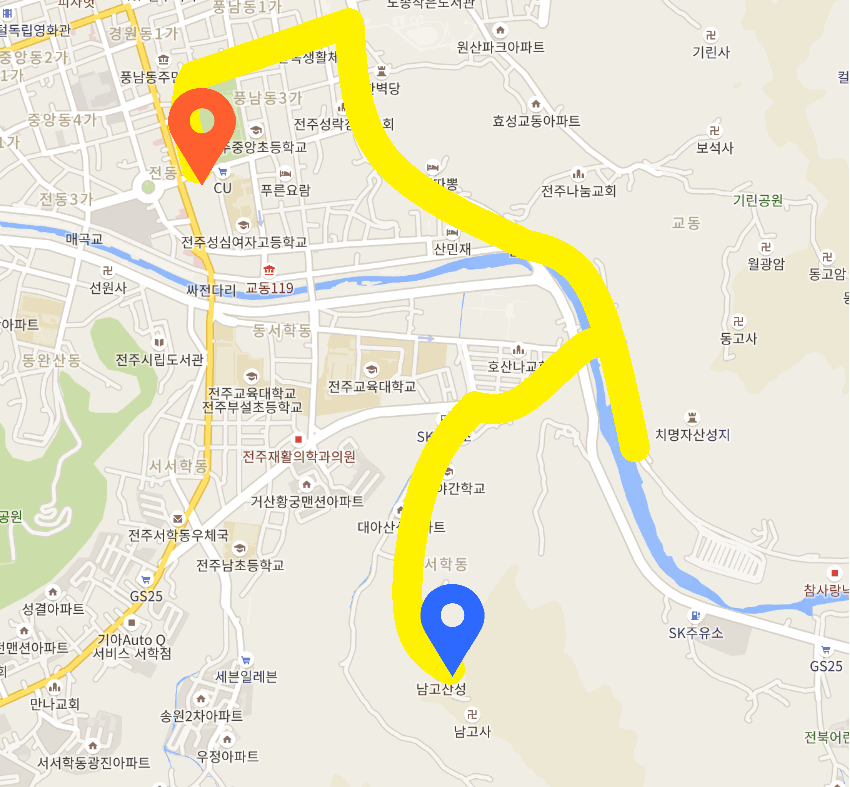 피자엇
풍남동1가
도종식은도서관
털독립영화관
경원동1가
원산파크아파트
기린사
중앙동2가
1가
풍남동주민
한벽당
풍남동3가
효성교동아파트
중앙동4가
전주성락
회
보석사
1가
주중앙초등학교
전동
CU
푸른요람
전주나눔교회
전동3가
기린공원
교동
매곡교
전주성심여자고등학교
산민재
월광암
동고암
선원사
싸전다리
교동119
아파트
동서학동
동고사
동완산동
전주시립도서관
호산나교회
전주교육대학교
전주교육대학교
전주부설초등학교
SK
치명자산성지
서서학동
전주재활의학과의원
야간학교
거산황궁맨션아파트
대아산성
파트
공원
전주서학동우체국
전주남초등학교
서학동
GS25
성결아파트
참사랑낙
SK주유소
기아Auto Q
서비스 서학점
전맨션아파트
GS25
세븐일레븐
남고산성
만나교회
송원2차아파트
남고사
전북어린
우정아파트
서서학동광진아파트